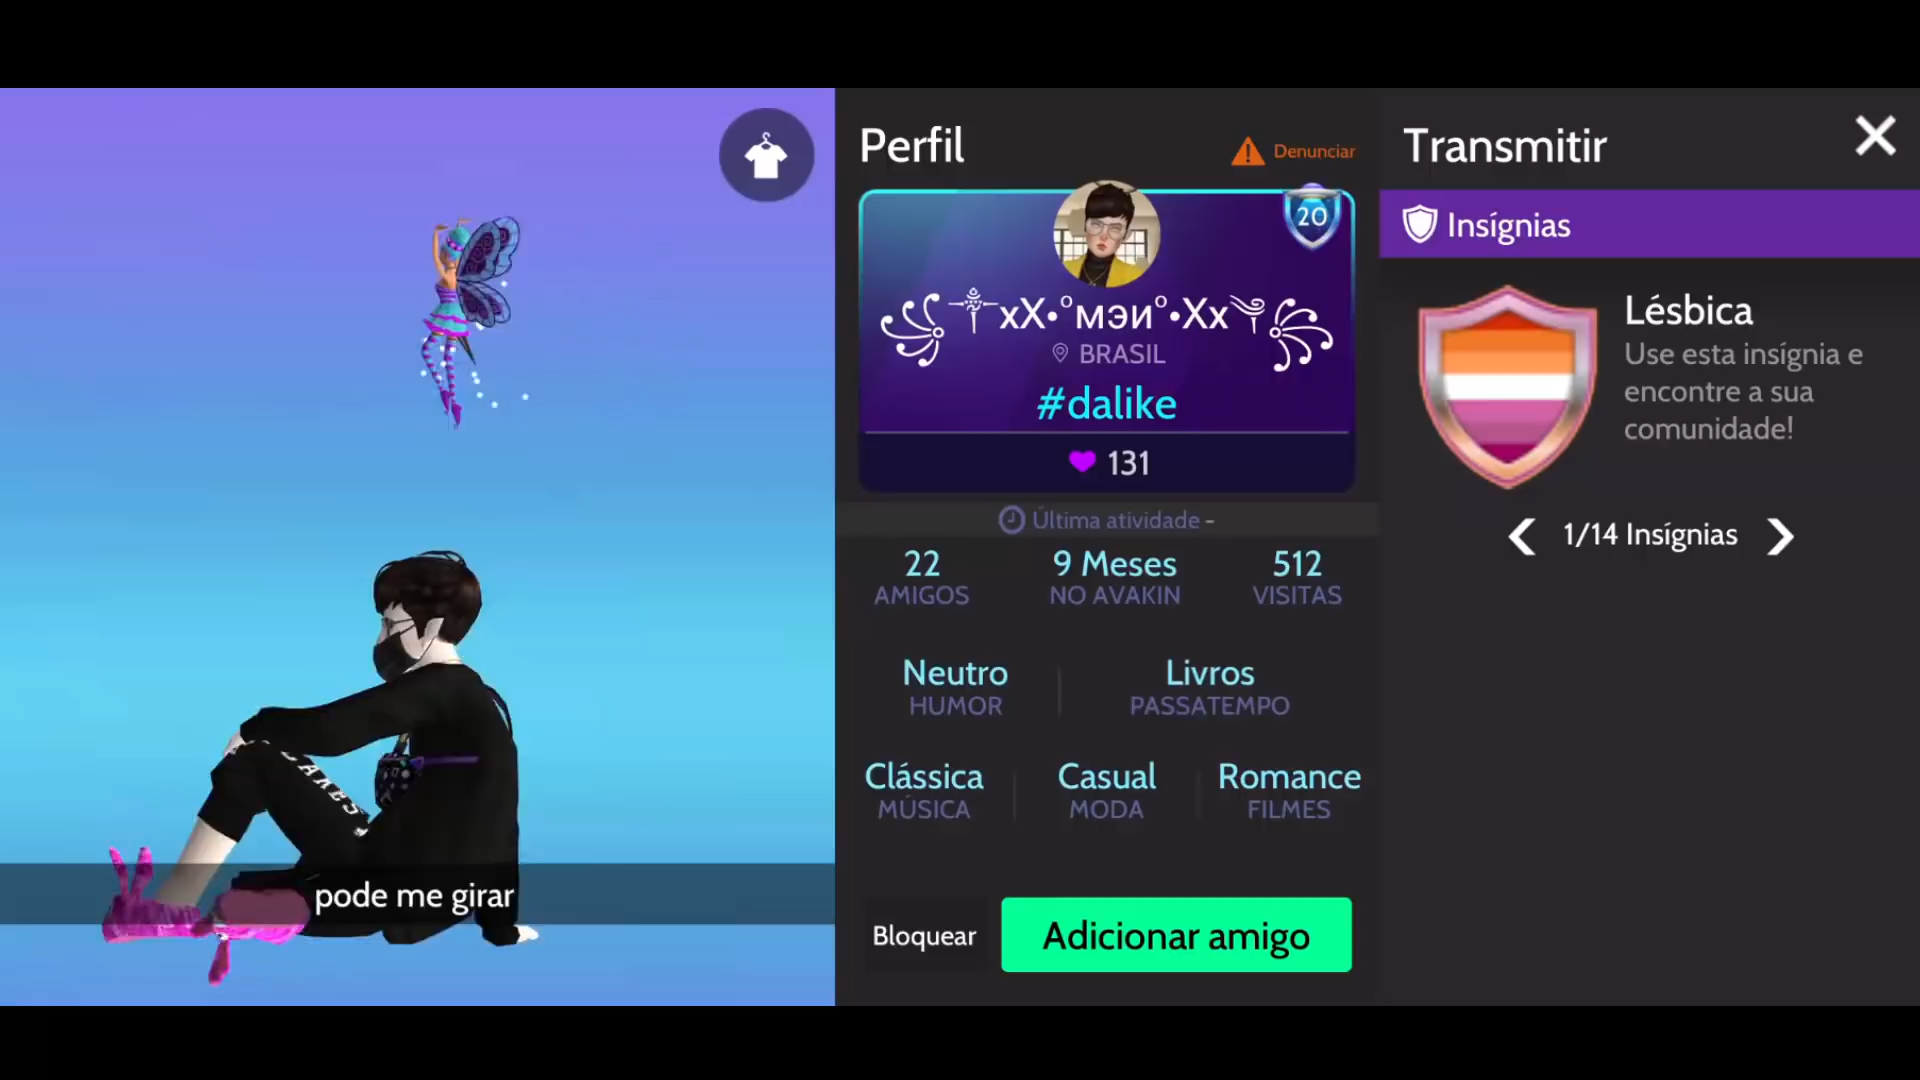 Perfil
Denunciar
20
xX•°мэи°•Xx
BRASIL
#dalike
131
Última atividade -
22
AMIGOS
9 Meses
NO AVAKIN
512
VISITAS
Neutro
HUMOR
Livros
PASSATEMPO
Clássica
MÚSICA
Casual
MODA
Romance
FILMES
Bloquear
Adicionar amigo
Transmitir
Insígnias
Lésbica
Use esta insígnia e
encontre a sua
comunidade!
1/14 Insígnias
pode me girar